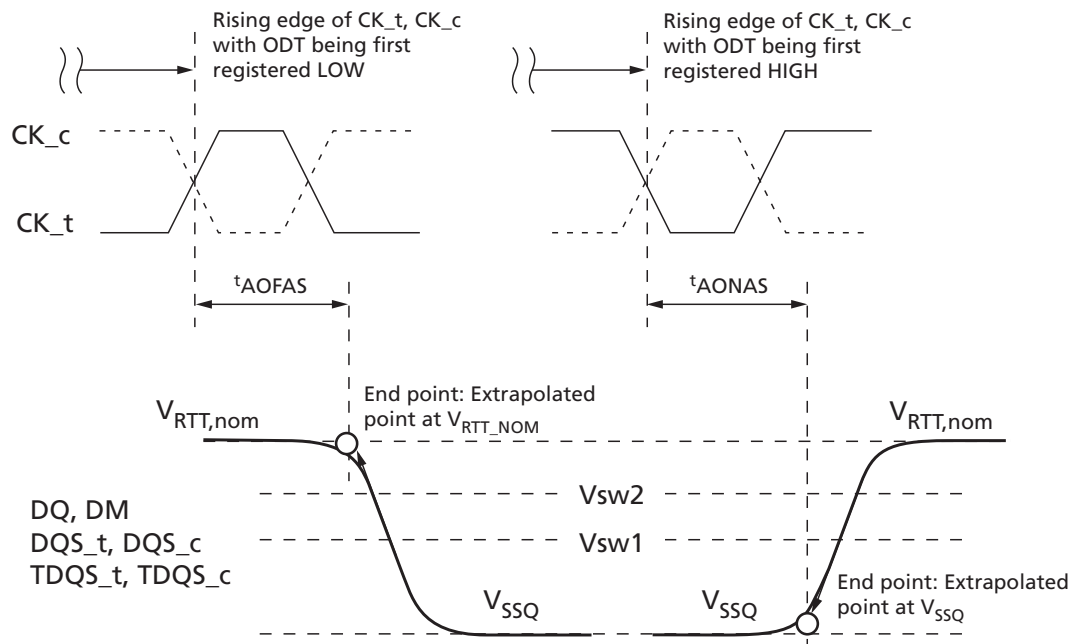 Rising edge of CK_t, CK_c
with ODT being first
registered LOW
Rising edge of CK_t, CK_c
with ODT being first
registered HIGH
CK_c
CK_t
tAOFAS
tAONAS
End point: Extrapolated
point at VRTT_NOM
VRTT,nom
VRTT,nom
Vsw2
DQ, DM
DQS_t, DQS_c
TDQS_t, TDQS_c
Vsw1
VSSQ
VSSQ
End point: Extrapolated
point at VSSQ